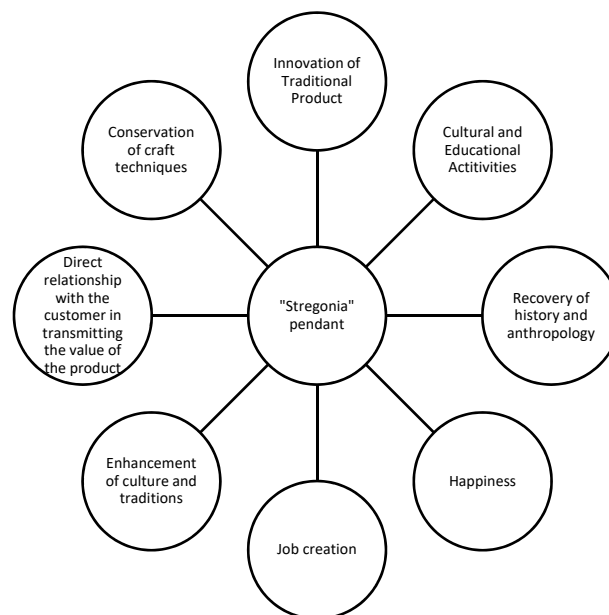 Innovation of
Traditional
Product
Cultural and
Educational
Actitivities
Recovery of
history and
anthropology
Happiness
Job creation
Enhancement
of culture and
traditions
Direct
relationship
with the
customer in
transmitting
the value of
the product
Conservation
of craft
techniques
"Stregonia"
pendant